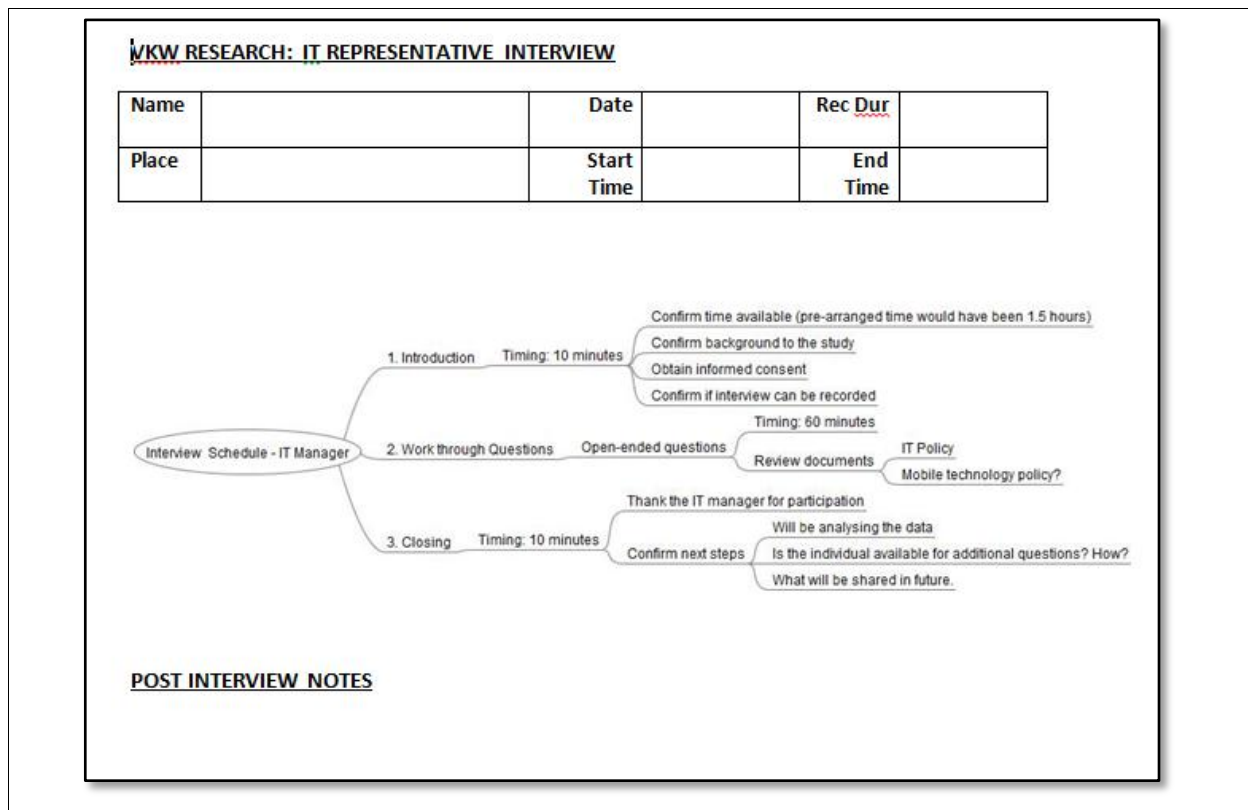 VKW RESEARCH: IT REPRESENTATIVE INTERVIEW
Name Date Rec Dur
Place Start Time End Time
Interview Schedule - IT Manager
1. Introduction
Timing: 10 minutes
Confirm time available (pre-arranged time would have been 1.5 hours)
Confirm background to the study
Obtain informed consent
Confirm if interview can be recorded
2. Work through Questions
Open-ended questions
Timing: 60 minutes
Review documents
IT Policy
Mobile technology policy?
3. Closing
Timing: 10 minutes
Thank the IT manager for participation
Confirm next steps
Will be analysing the data
Is the individual available for additional questions? How?
What will be shared in future.
POST INTERVIEW NOTES